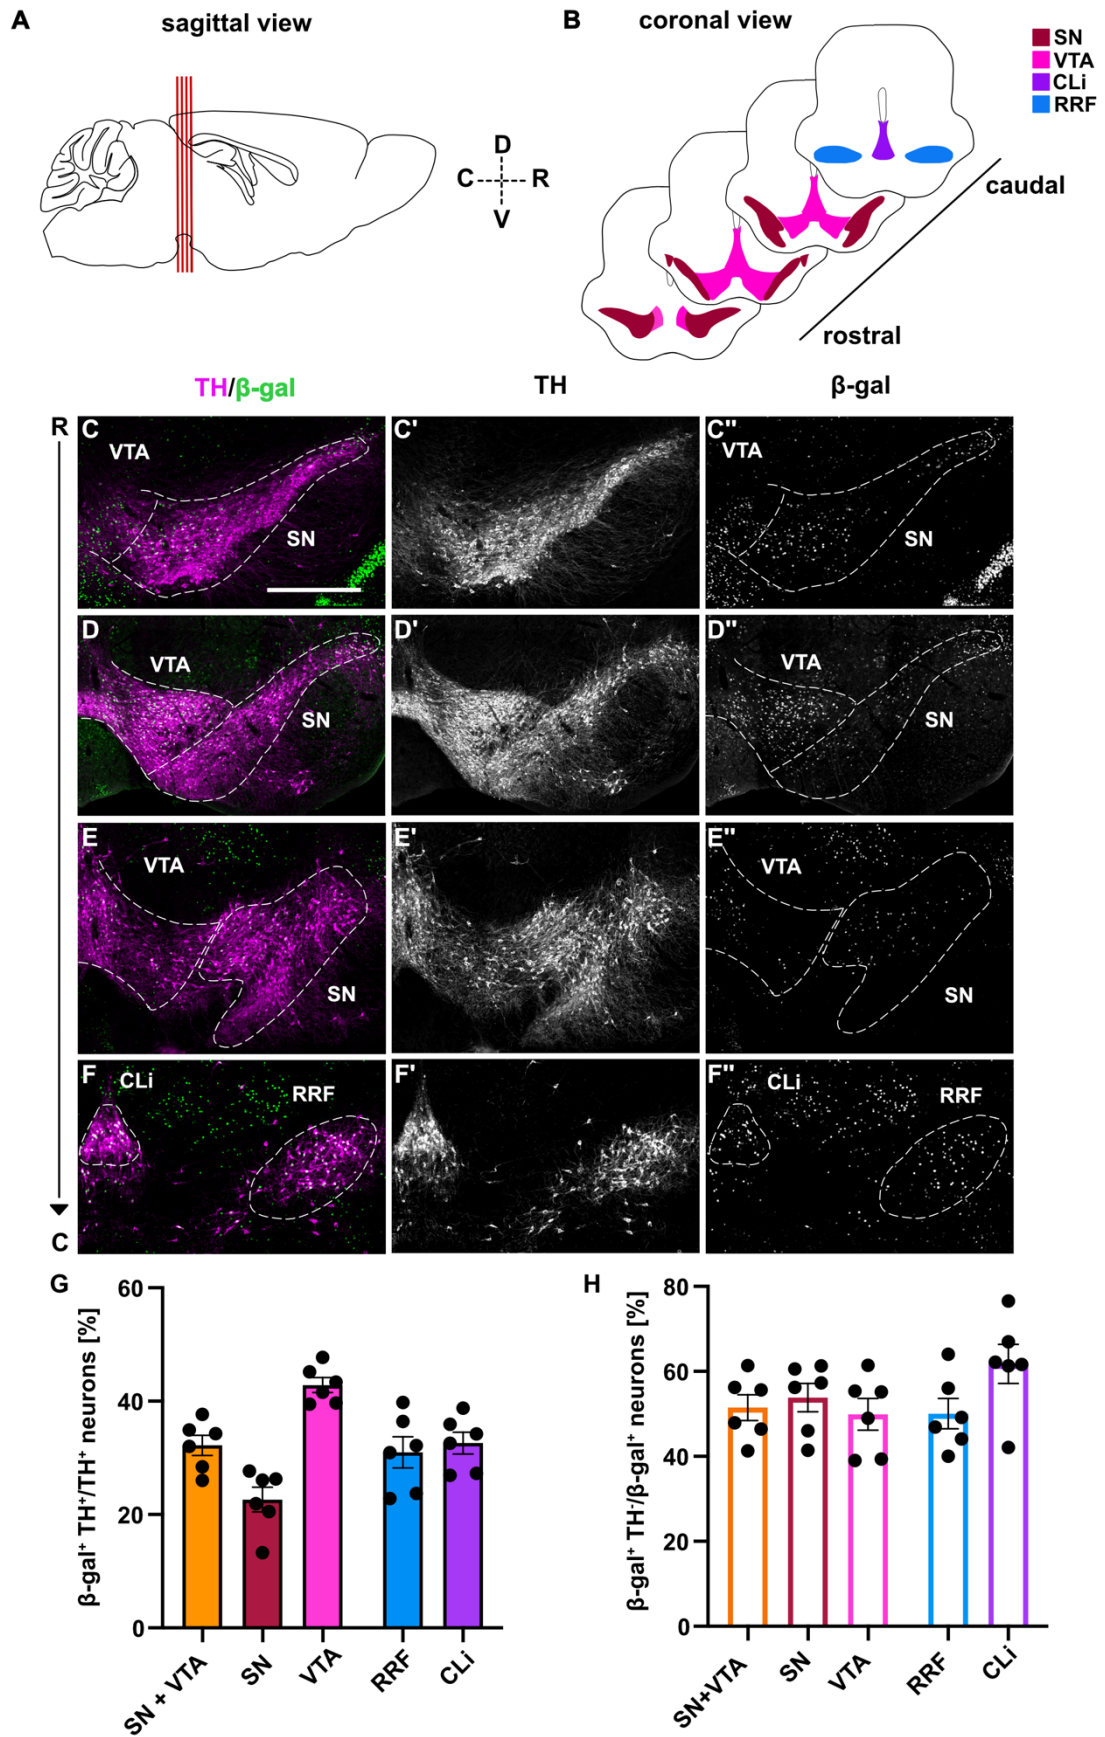 A
sagittal view
D
C
R
V
B
coronal view
SN
VTA
CLi
RRF
caudal
rostral
TH/β-gal
TH
β-gal
R
C
VTA
SN
C'
C''
VTA
SN
D
VTA
SN
D'
D''
VTA
SN
E
VTA
SN
E'
E''
VTA
SN
F
CLi
RRF
F'
F''
CLi
RRF
C
G
β-gal⁺ TH⁺/TH⁺ neurons [%]
60
40
20
0
SN + VTA
SN
VTA
RRF
CLi
H
β-gal⁺ TH⁻/β-gal⁺ neurons [%]
80
60
40
20
0
SN+VTA
SN
VTA
RRF
CLi